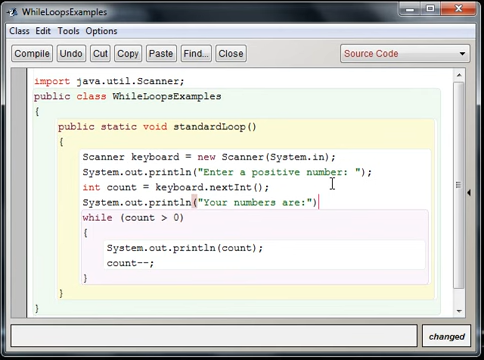 WhileLoopsExamples
Class Edit Tools Options
Compile Undo Cut Copy Paste Find... Close Source Code
import java.util.Scanner;
public class WhileLoopsExamples
{
public static void standardLoop()
{
Scanner keyboard = new Scanner(System.in);
System.out.println("Enter a positive number: ");
int count = keyboard.nextInt();
System.out.println("Your numbers are:")
while (count > 0)
{
System.out.println(count);
count--;
}
}
}
changed